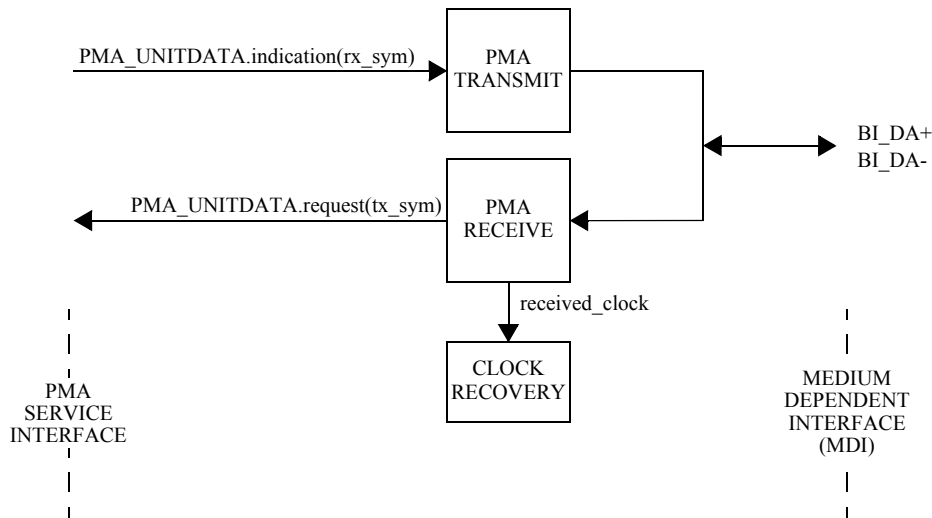 PMA_UNITDATA.indication(rx_sym)
PMA
TRANSMIT
BI_DA+
BI_DA-
PMA_UNITDATA.request(tx_sym)
PMA
RECEIVE
received_clock
CLOCK
RECOVERY
PMA
SERVICE
INTERFACE
MEDIUM
DEPENDENT
INTERFACE
(MDI)